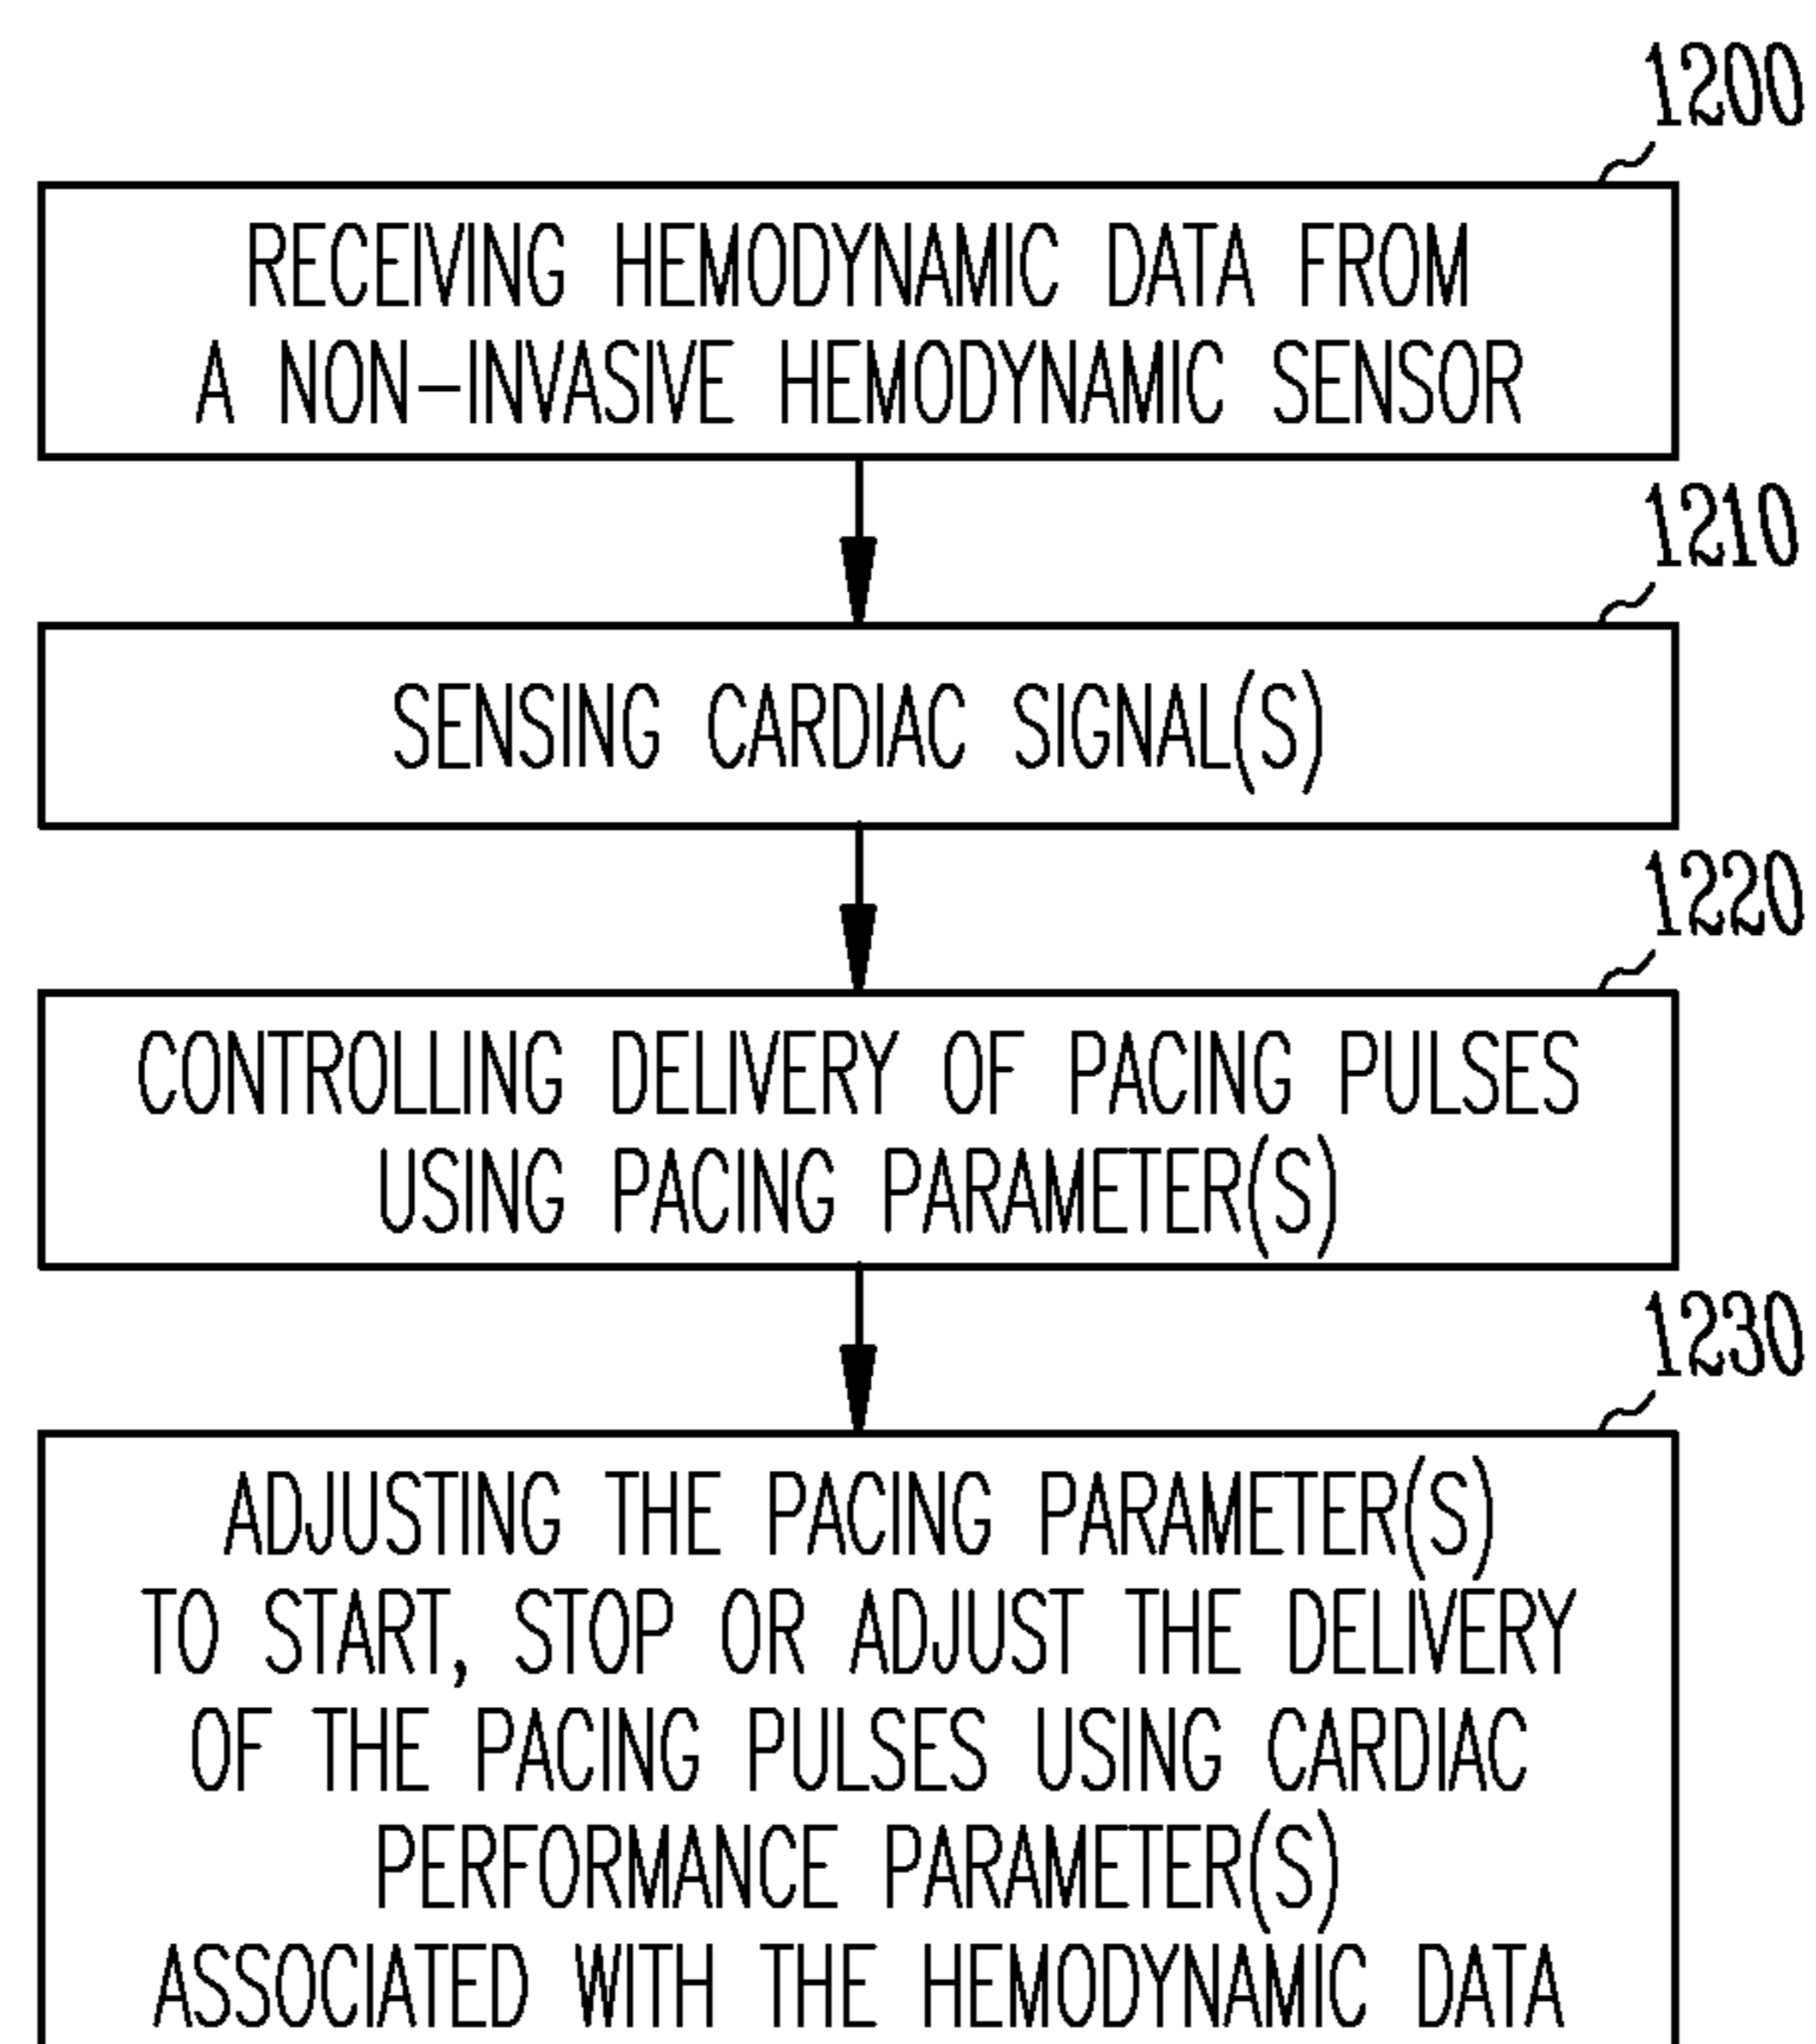 1200
RECEIVING HEMODYNAMIC DATA FROM
A NON-INVASIVE HEMODYNAMIC SENSOR
1210
SENSING CARDIAC SIGNAL(S)
1220
CONTROLLING DELIVERY OF PACING PULSES
USING PACING PARAMETER(S)
1230
ADJUSTING THE PACING PARAMETER(S)
TO START, STOP OR ADJUST THE DELIVERY
OF THE PACING PULSES USING CARDIAC
PERFORMANCE PARAMETER(S)
ASSOCIATED WITH THE HEMODYNAMIC DATA